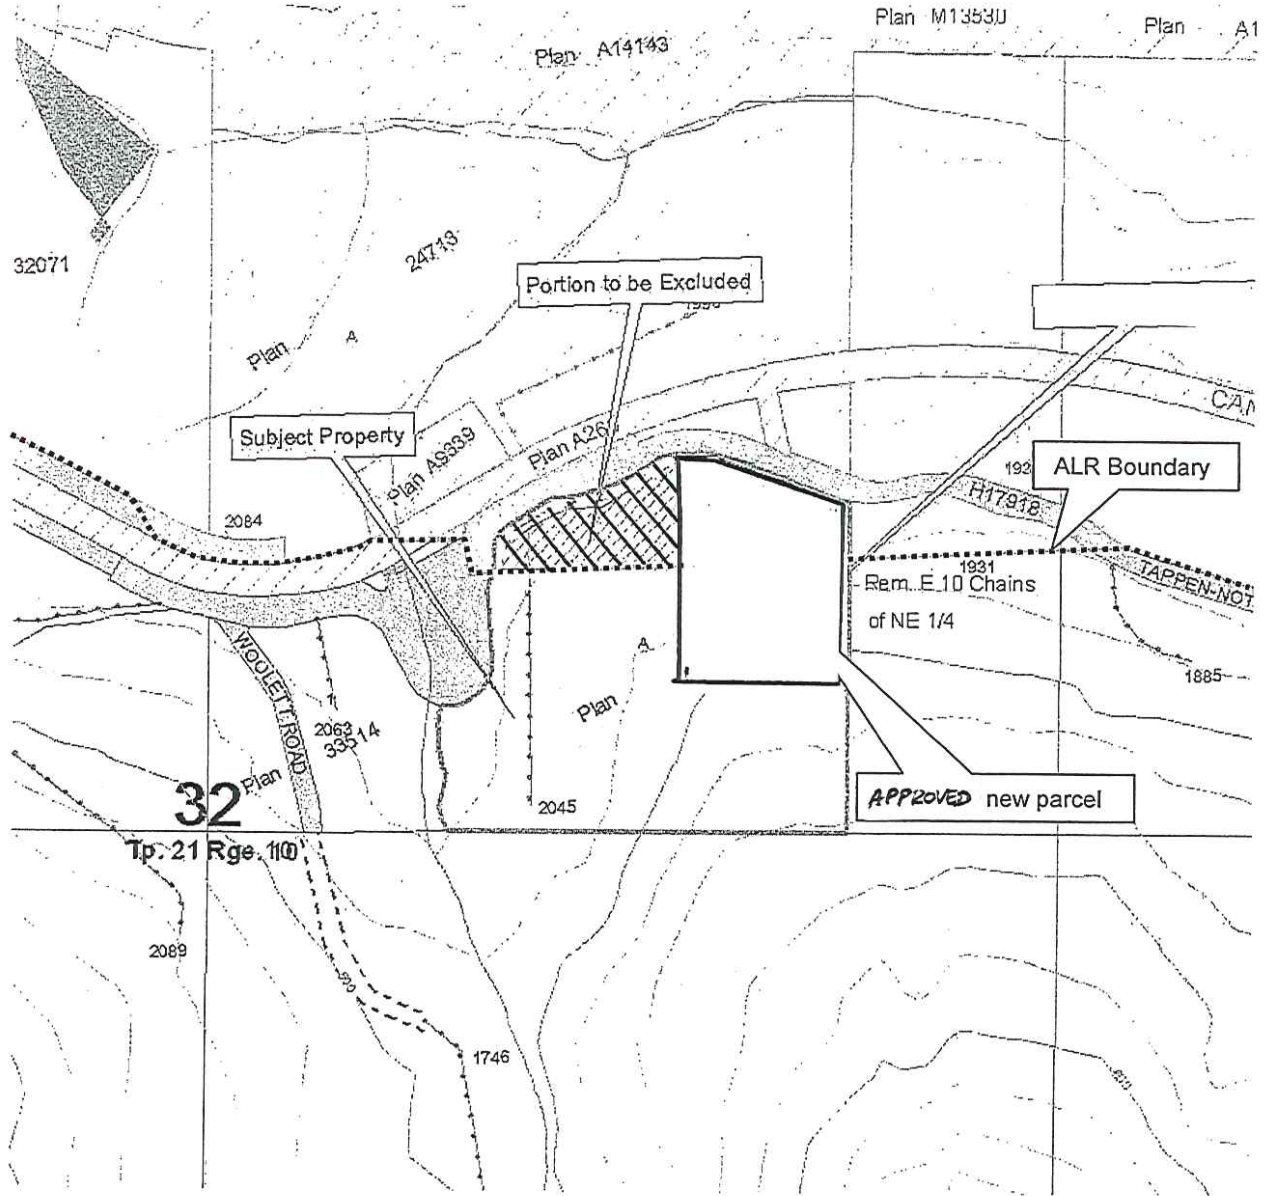 Plan M13530
Plan A14143
Plan A1
32071
24713
Portion to be Excluded
Plan A
Subject Property
Plan A9339
Plan A26
CAN
ALR Boundary
H17918
2084
1931
TAPPEN-NOT
Rem. E 10 Chains
of NE 1/4
WOOLETT ROAD
A
1885
Plan
2063
33514
Plan
32
APPROVED new parcel
2045
Tp. 21 Rge. 10
2089
1746